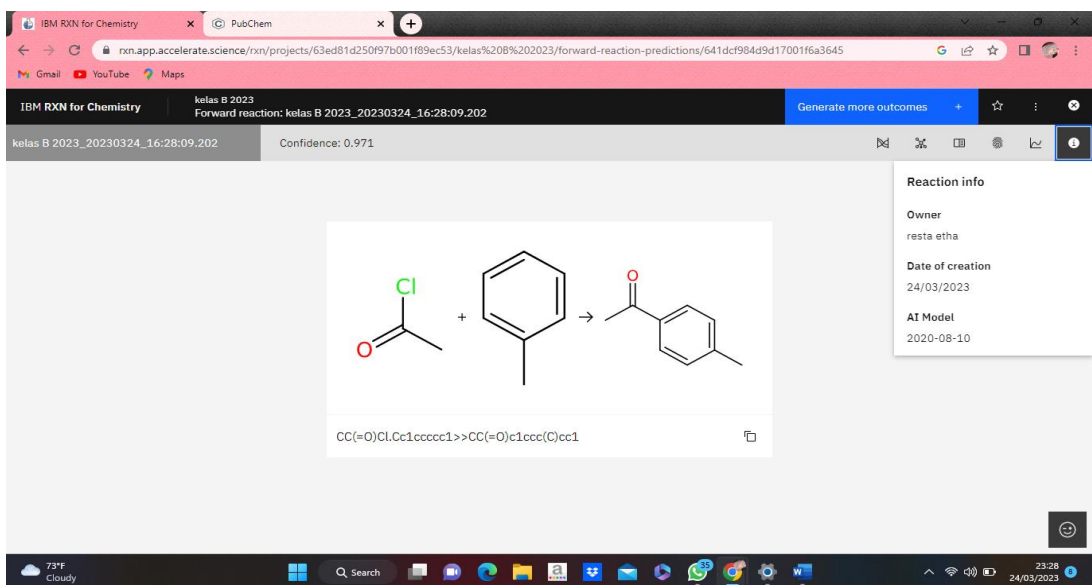 IBM RXN for Chemistry
PubChem
rxn.app.accelerate.science/rxn/projects/63ed81d250f97b001f89ec53/kelas%20B%202023/forward-reaction-predictions/641dcf984d9d17001f6a3645
Gmail YouTube Maps
IBM RXN for Chemistry
kelas B 2023
Forward reaction: kelas B 2023_20230324_16:28:09.202
Generate more outcomes +
kelas B 2023_20230324_16:28:09.202
Confidence: 0.971
Reaction info
Owner
resta etha
Date of creation
24/03/2023
AI Model
2020-08-10
Cl
O
+
→
O
CC(=O)Cl.Cc1ccccc1>>CC(=O)c1ccc(C)cc1
73°F
Cloudy
Search
35
23:28
24/03/2023
8